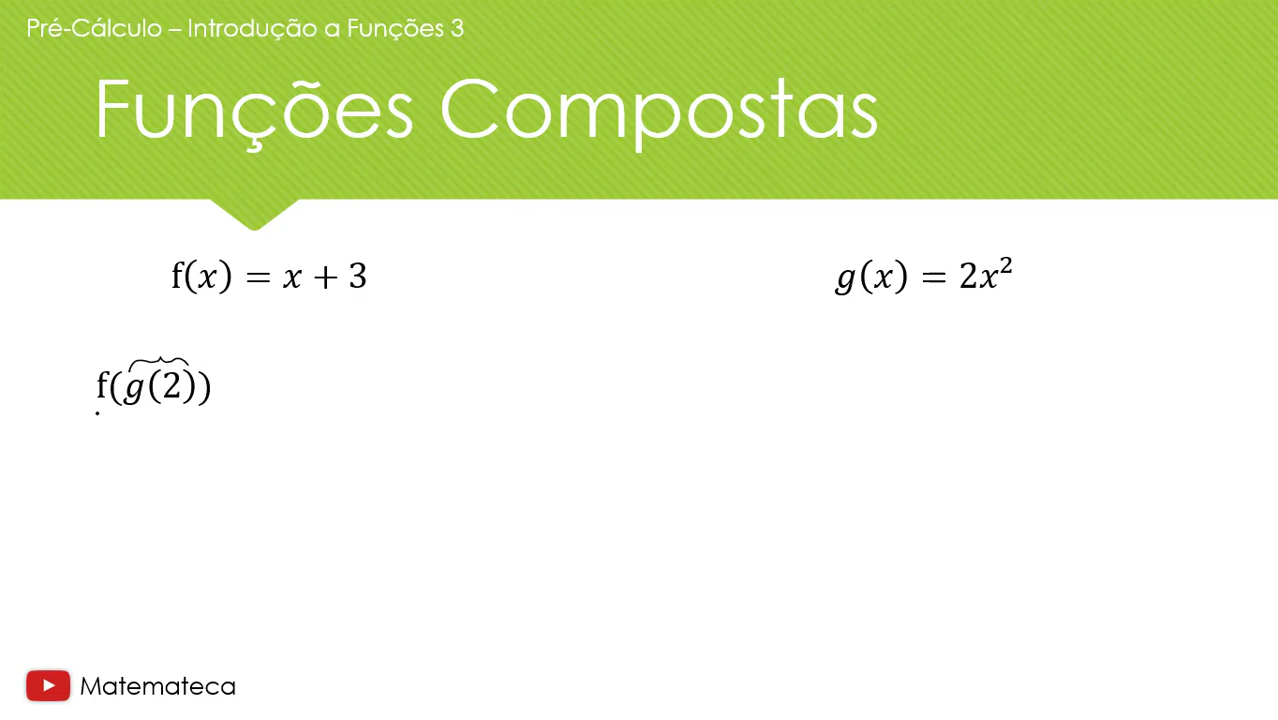 Pré-Cálculo – Introdução a Funções 3
Funções Compostas
f(x) = x + 3
g(x) = 2x²
f(g(2))
Matemateca